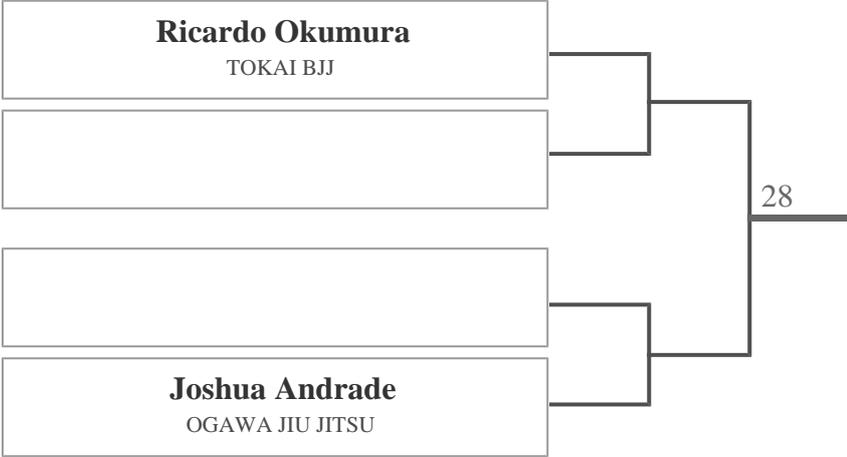 Ricardo Okumura
TOKAI BJJ
28
Joshua Andrade
OGAWA JIU JITSU